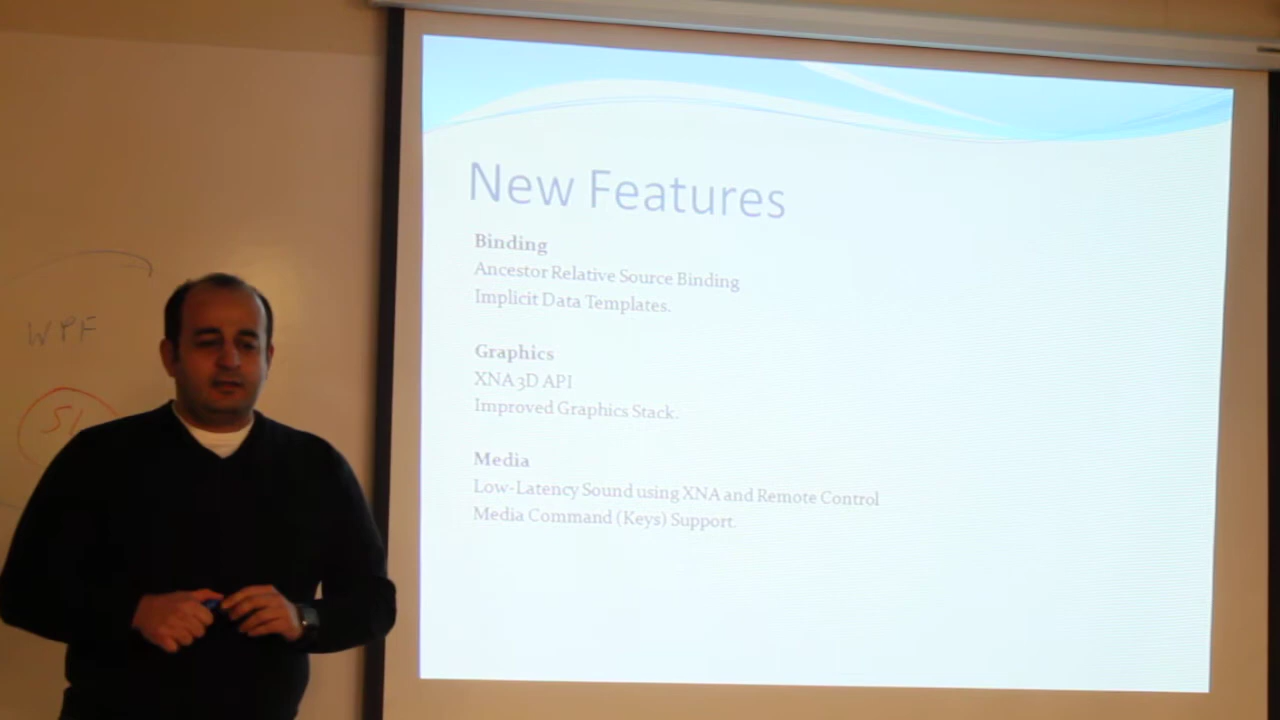 New Features
Binding
Ancestor Relative Source Binding
Implicit Data Templates.
Graphics
XNA 3D API
Improved Graphics Stack.
Media
Low-Latency Sound using XNA and Remote Control
Media Command (Keys) Support.
WPF
SL